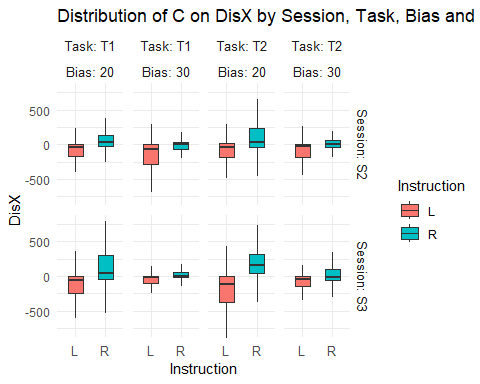 Distribution of C on DisX by Session, Task, Bias and
Task: T1 Task: T1 Task: T2 Task: T2
Bias: 20 Bias: 30 Bias: 20 Bias: 30
500
0
-500
Session: S2
500
0
-500
Session: S3
DisX
L R L R L R L R
Instruction
Instruction
L
R